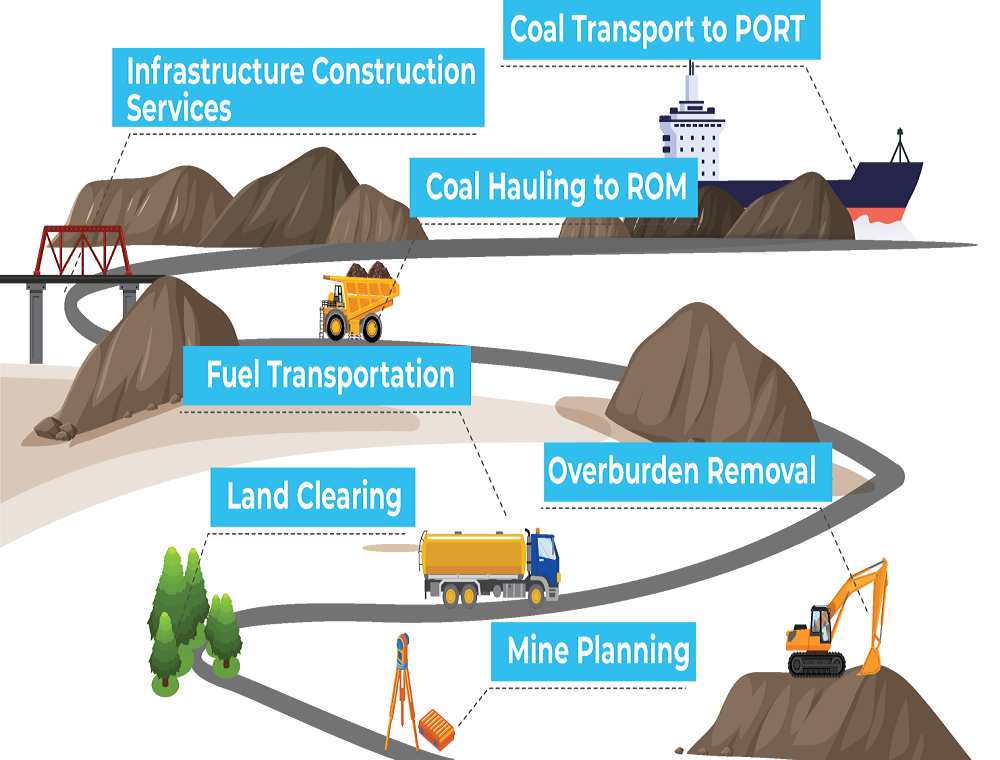 Coal Transport to PORT
Infrastructure Construction
Services
Coal Hauling to ROM
Fuel Transportation
Overburden Removal
Land Clearing
Mine Planning